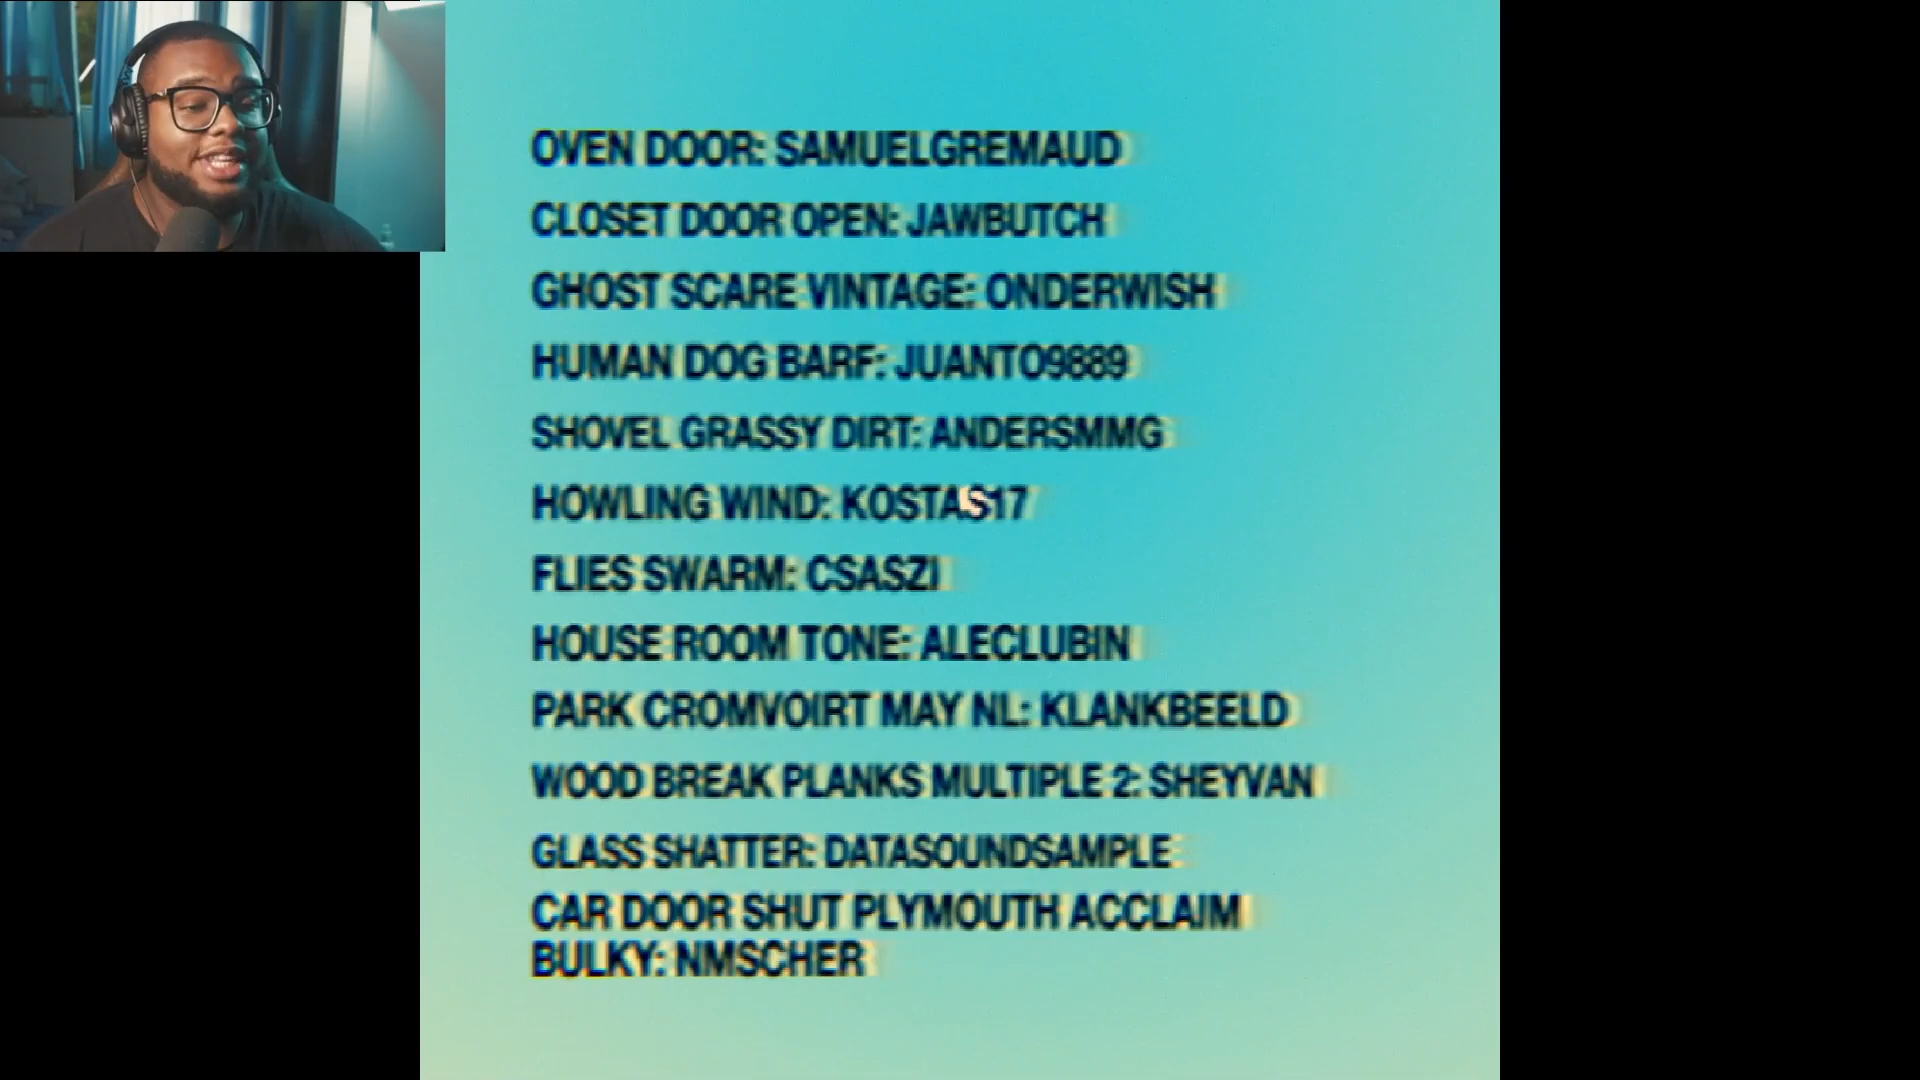 OVEN DOOR: SAMUELGREMAUD
CLOSET DOOR OPEN: JAWBUTCH
GHOST SCARE VINTAGE: ONDERWISH
HUMAN DOG BARF: JUANTO9889
SHOVEL GRASSY DIRT: ANDERSMMG
HOWLING WIND: KOSTAS17
FLIES SWARM: CSASZI
HOUSE ROOM TONE: ALECLUBIN
PARK CROMVOIRT MAY NL: KLANKBEELD
WOOD BREAK PLANKS MULTIPLE 2: SHEYVAN
GLASS SHATTER: DATASOUNDSAMPLE
CAR DOOR SHUT PLYMOUTH ACCLAIM
BULKY: NMSCHER